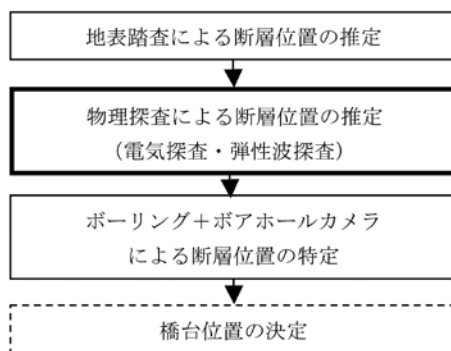 地表踏査による断層位置の推定
物理探査による断層位置の推定
（電気探査・弾性波探査）
ボーリング＋ボアホールカメラ
による断層位置の特定
橋台位置の決定